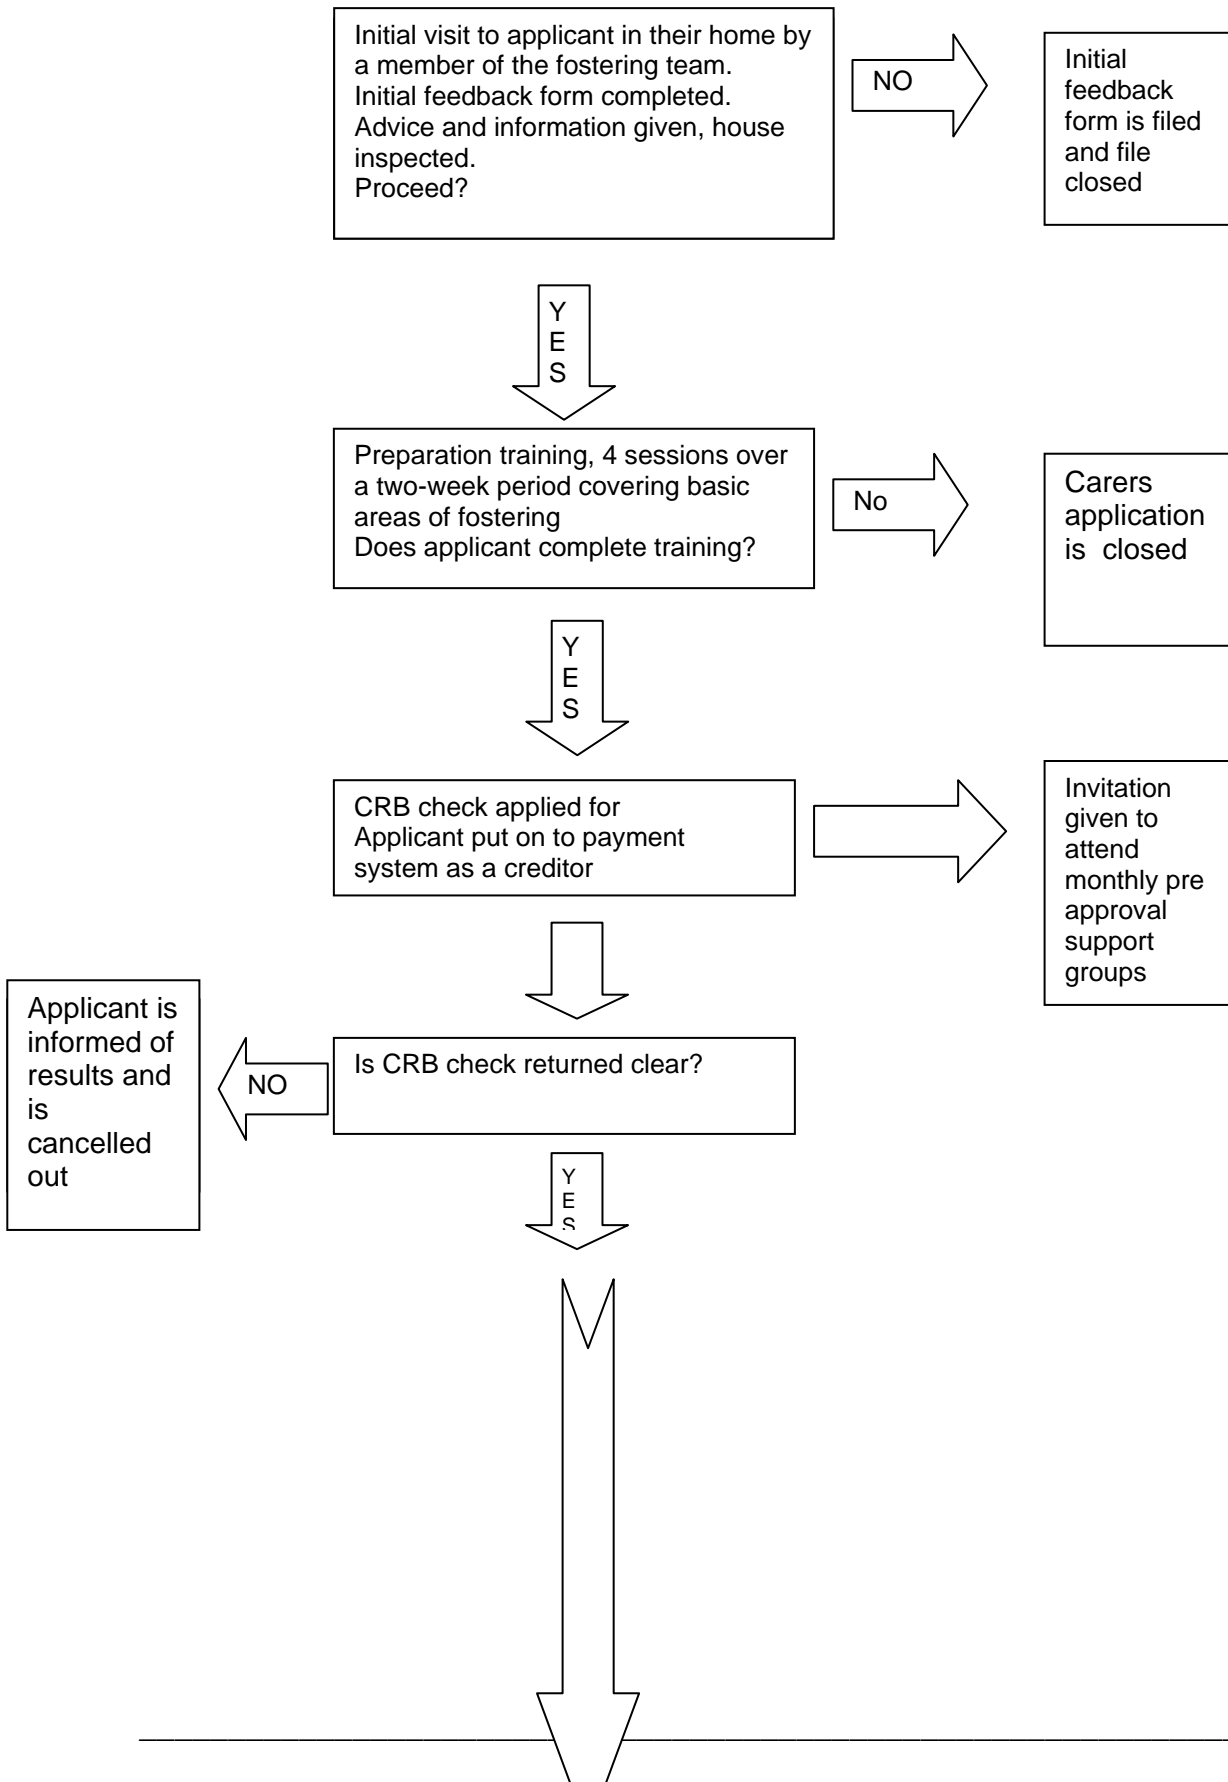 Initial visit to applicant in their home by
a member of the fostering team.
Initial feedback form completed.
Advice and information given, house
inspected.
Proceed?
NO
Initial
feedback
form is filed
and file
closed
Y
E
S
Preparation training, 4 sessions over
a two-week period covering basic
areas of fostering
Does applicant complete training?
No
Carers
application
is closed
Y
E
S
CRB check applied for
Applicant put on to payment
system as a creditor
Invitation
given to
attend
monthly pre
approval
support
groups
Is CRB check returned clear?
NO
Applicant is
informed of
results and
is
cancelled
out
Y
E
S